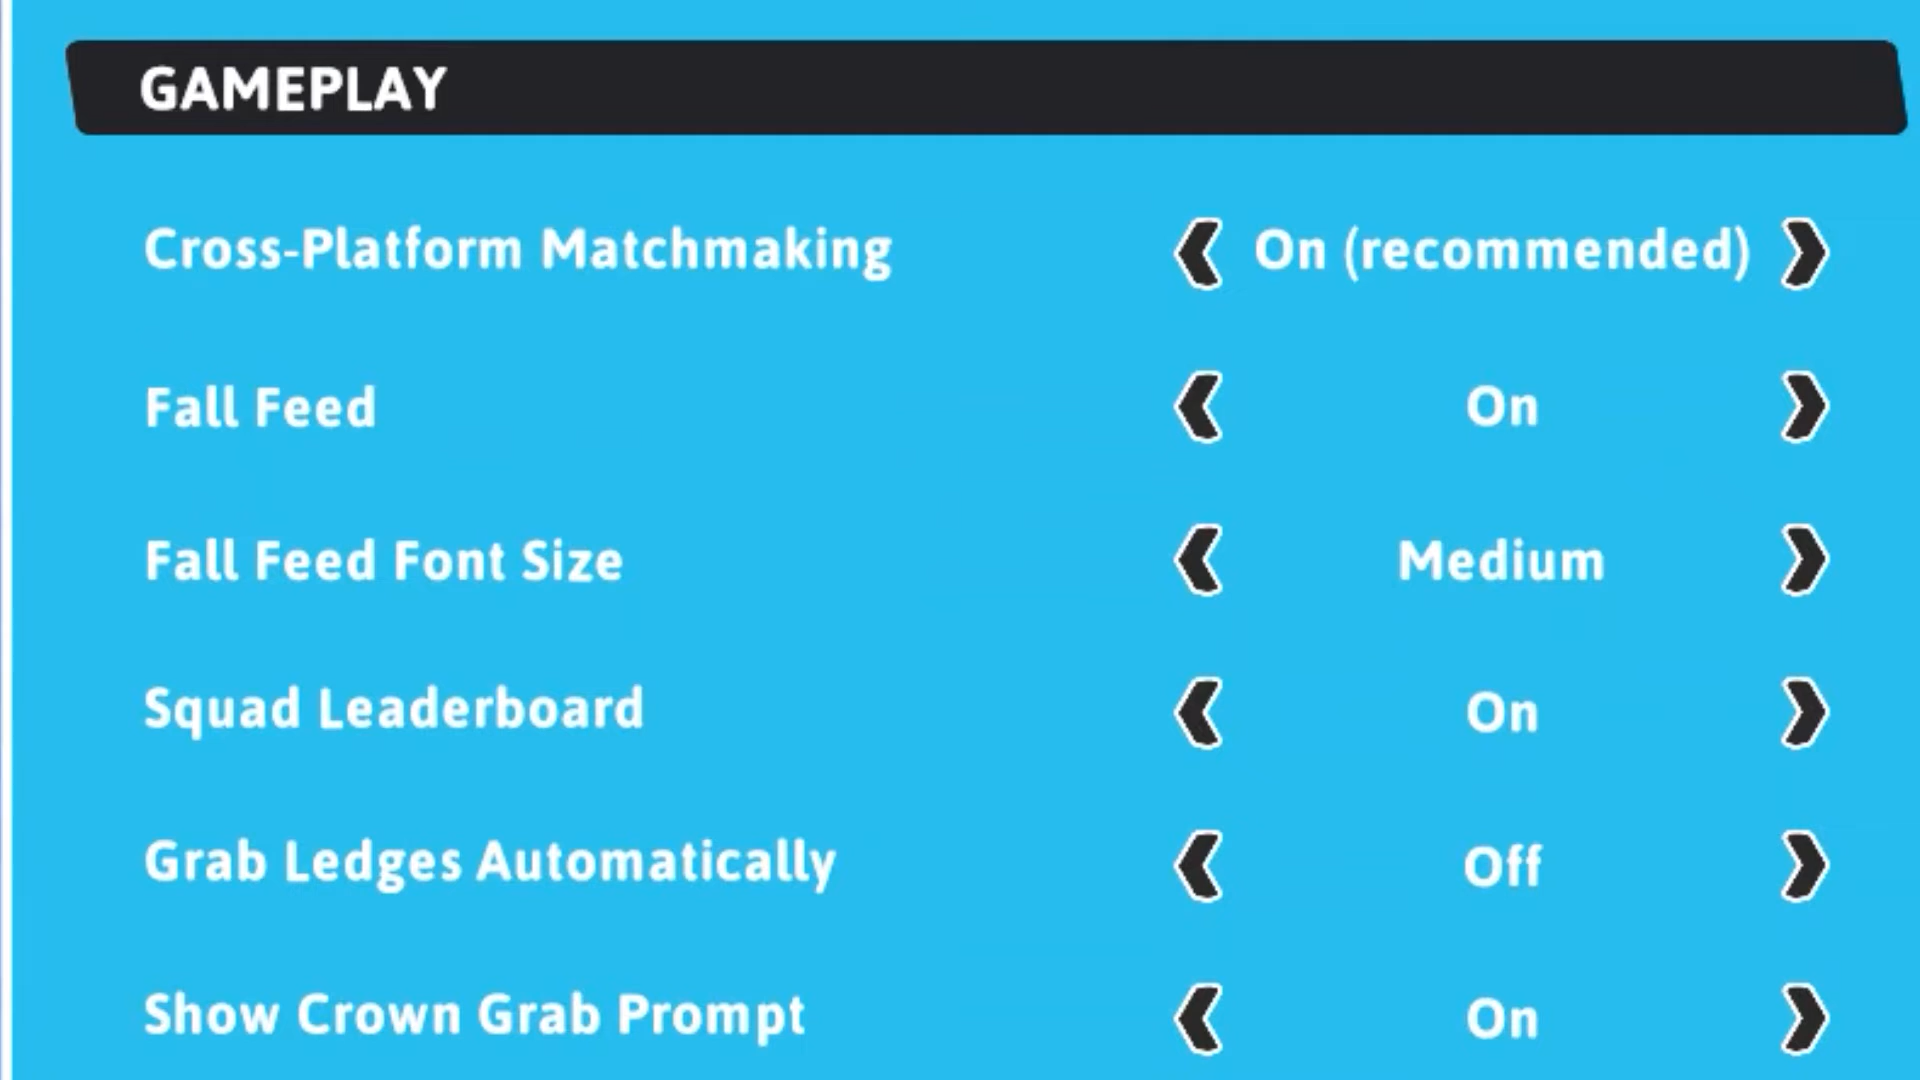 GAMEPLAY
Cross-Platform Matchmaking On (recommended)
Fall Feed On
Fall Feed Font Size Medium
Squad Leaderboard On
Grab Ledges Automatically Off
Show Crown Grab Prompt On